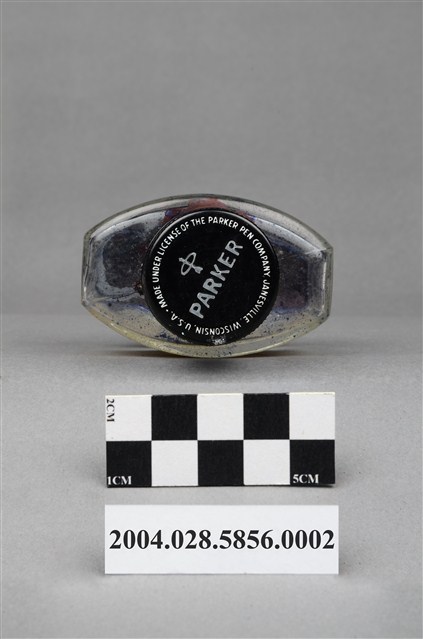 MADE UNDER LICENSE OF THE PARKER PEN COMPANY, JANESVILLE, WISCONSIN, U.S.A.
PARKER
2CM
1CM
5CM
2004.028.5856.0002